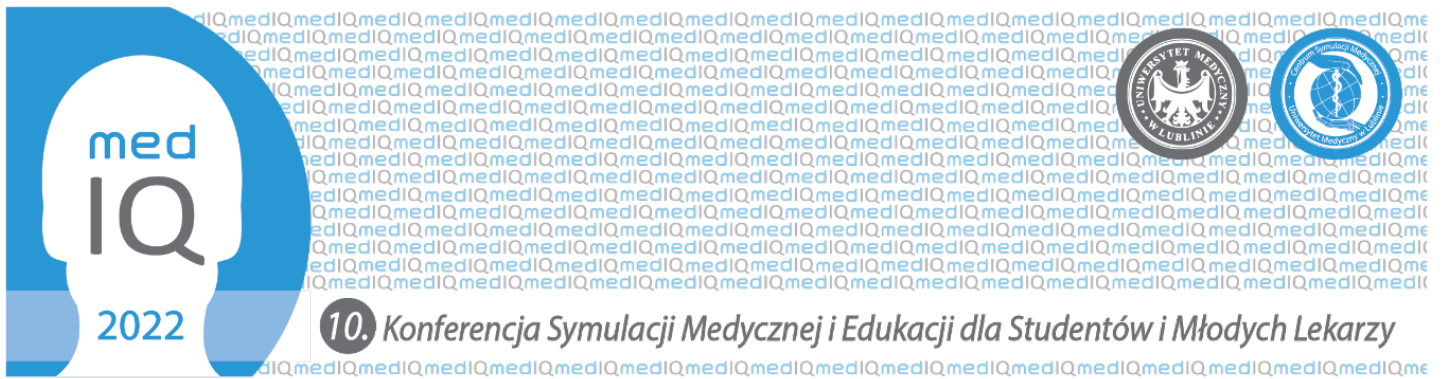 med
IQ
2022
UNIWERSYTET MEDYCZNY W LUBLINIE
Centrum Symulacji Medycznej
Uniwersytet Medyczny w Lublinie
10. Konferencja Symulacji Medycznej i Edukacji dla Studentów i Młodych Lekarzy